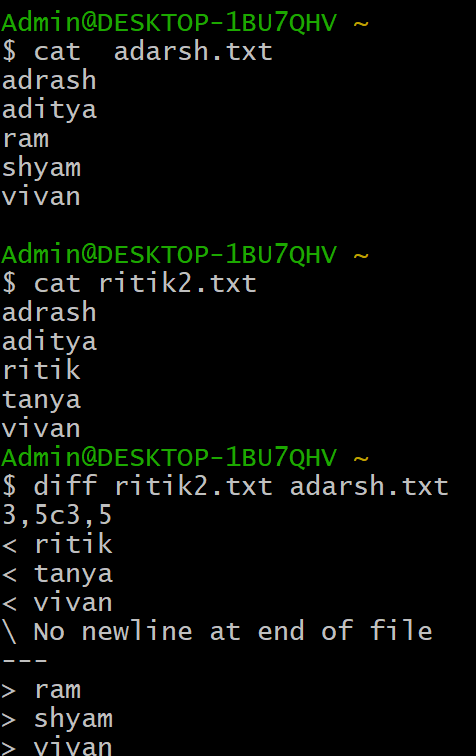 Admin@DESKTOP-1BU7QHV ~
$ cat  adarsh.txt
adrash
aditya
ram
shyam
vivan

Admin@DESKTOP-1BU7QHV ~
$ cat ritik2.txt
adrash
aditya
ritik
tanya
vivan
Admin@DESKTOP-1BU7QHV ~
$ diff ritik2.txt adarsh.txt
3,5c3,5
< ritik
< tanya
< vivan
\ No newline at end of file
---
> ram
> shyam
> vivan